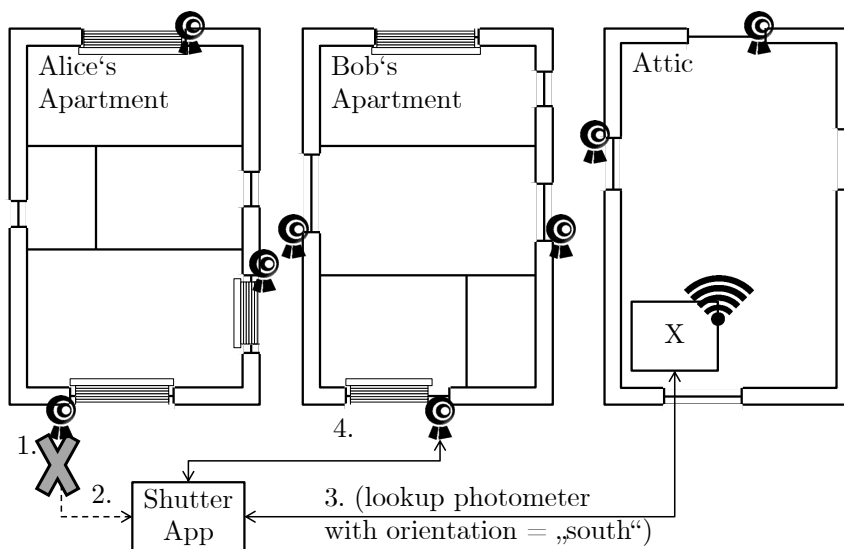 Alice‘s
Apartment
Bob‘s
Apartment
Attic
X
1.
2.
4.
Shutter
App
3. (lookup photometer
with orientation = „south“)